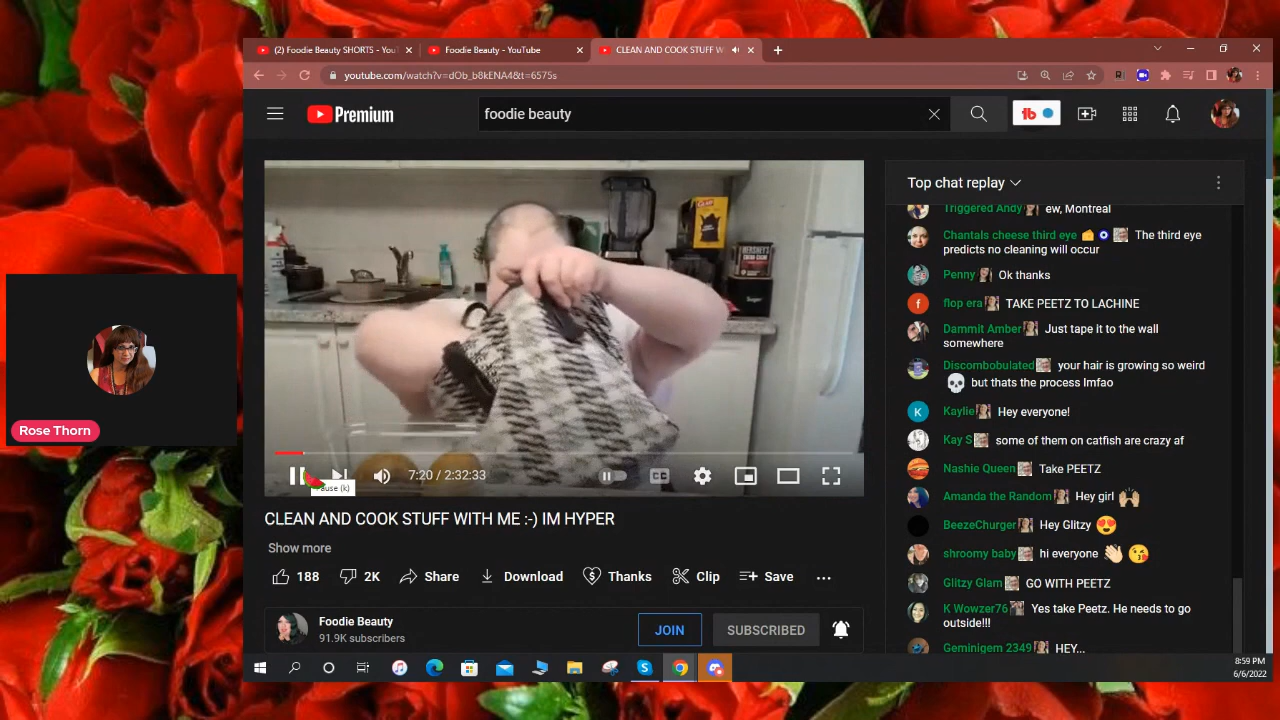 (2) Foodie Beauty SHORTS - You
Foodie Beauty - YouTube
CLEAN AND COOK STUFF W
youtube.com/watch?v=dOb_b8kENA4&t=6575s
Premium
foodie beauty
Top chat replay
Triggered Andy ew, Montreal
Chantals cheese third eye The third eye
predicts no cleaning will occur
Penny Ok thanks
flop era TAKE PEETZ TO LACHINE
Dammit Amber Just tape it to the wall
somewhere
Discombobulated your hair is growing so weird
but thats the process lmfao
Kaylie Hey everyone!
Kay S some of them on catfish are crazy af
Nashie Queen Take PEETZ
Amanda the Random Hey girl
BeezeChurger Hey Glitzy
shroomy baby hi everyone
Glitzy Glam GO WITH PEETZ
K Wowzer76 Yes take Peetz. He needs to go
outside!!!
Geminigem 2349 HEY...
GLAD
HERSHEY'S
Sugar
7:20 / 2:32:33
CC
Pause (k)
CLEAN AND COOK STUFF WITH ME :-) IM HYPER
Show more
188 2K Share Download Thanks Clip Save
Foodie Beauty
91.9K subscribers
JOIN
SUBSCRIBED
Rose Thorn
8:59 PM
6/6/2022